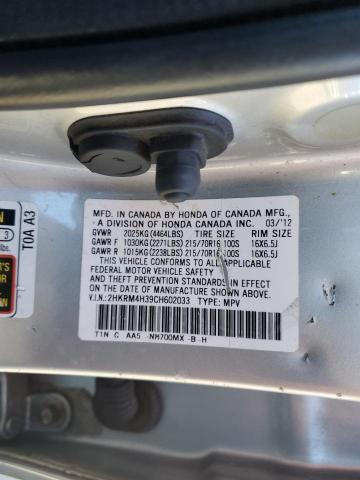 MFD. IN CANADA BY HONDA OF CANADA MFG.,
A DIVISION OF HONDA CANADA INC. 03/'12
GVWR 2025KG(4464LBS) TIRE SIZE RIM SIZE
GAWR F 1030KG(2271LBS) 215/70R16 100S 16X6.5J
GAWR R 1015KG(2238LBS) 215/70R16 100S 16X6.5J
THIS VEHICLE CONFORMS TO ALL APPLICABLE
FEDERAL MOTOR VEHICLE SAFETY
AND THEFT PREVENTION STANDARDS IN EFFECT
ON THE DATE OF MANUFACTURE SHOWN ABOVE.
V.I.N.:2HKRM4H39CH602033 TYPE: MPV
T1N C AA5 -NH700MX -B -H
T0A A3
3
lbs.